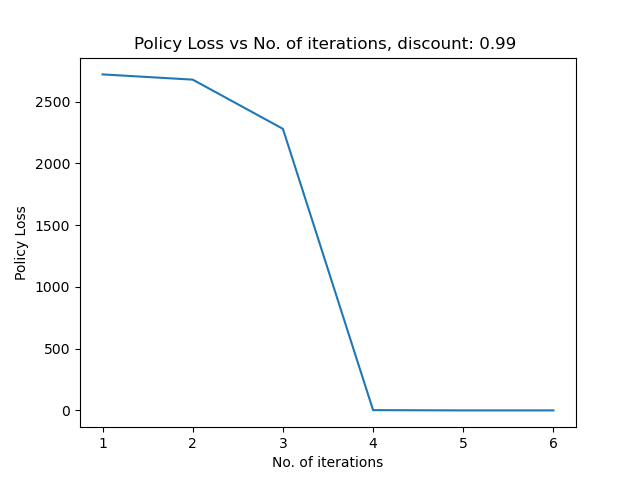 Policy Loss vs No. of iterations, discount: 0.99
2500
2000
1500
1000
500
0
Policy Loss
1 2 3 4 5 6
No. of iterations